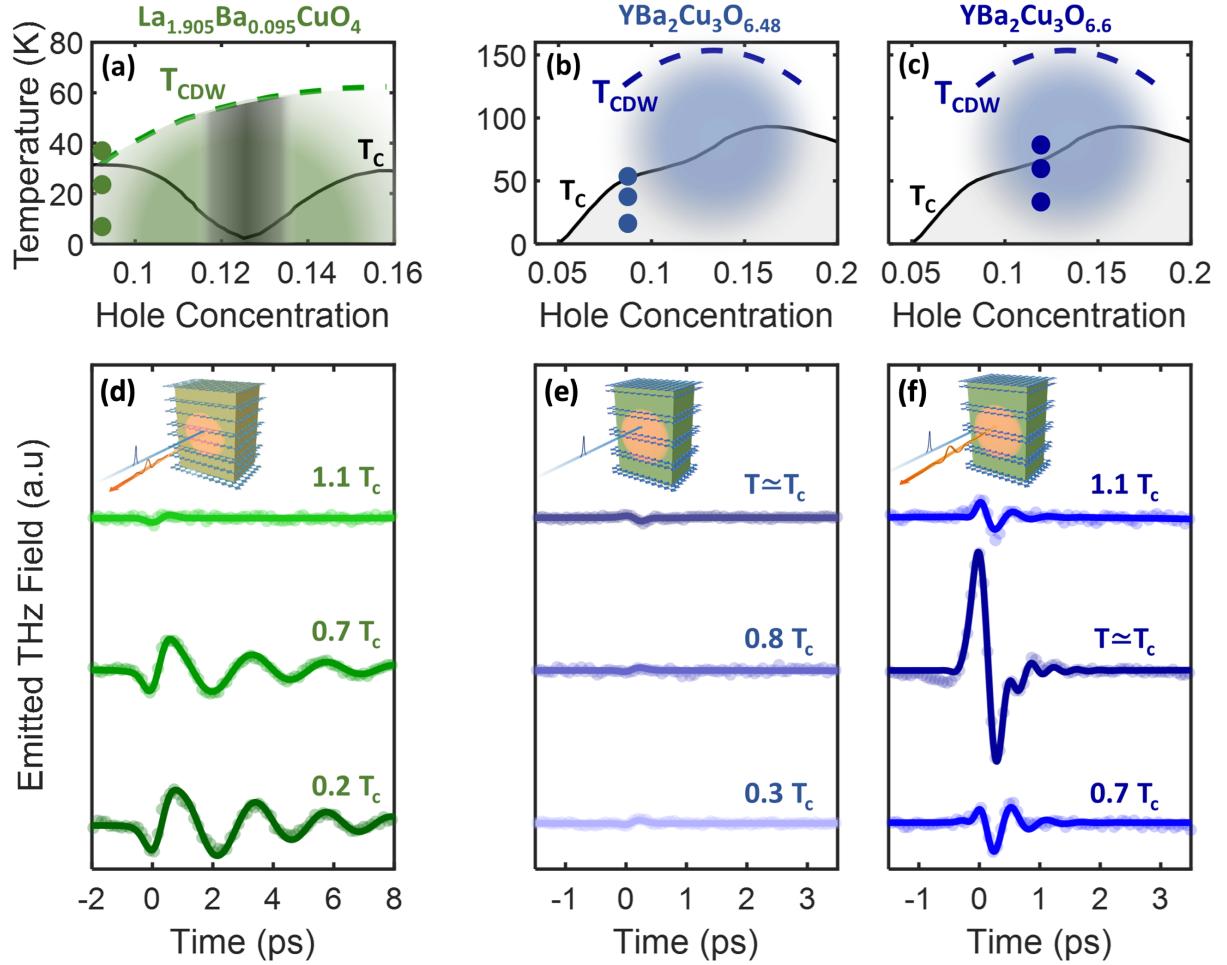 La1.905Ba0.095CuO4
YBa2Cu3O6.48
YBa2Cu3O6.6
Temperature (K)
80
60
40
20
0
(a)
TCDW
Tc
0.1
0.12
0.14
0.16
Hole Concentration
150
100
50
0
(b)
TCDW
Tc
0.05
0.1
0.15
0.2
Hole Concentration
150
100
50
0
(c)
TCDW
Tc
0.05
0.1
0.15
0.2
Hole Concentration
Emitted THz Field (a.u)
(d)
1.1 Tc
0.7 Tc
0.2 Tc
-2
0
2
4
6
8
Time (ps)
(e)
T≃Tc
0.8 Tc
0.3 Tc
-1
0
1
2
3
Time (ps)
(f)
1.1 Tc
T≃Tc
0.7 Tc
-1
0
1
2
3
Time (ps)